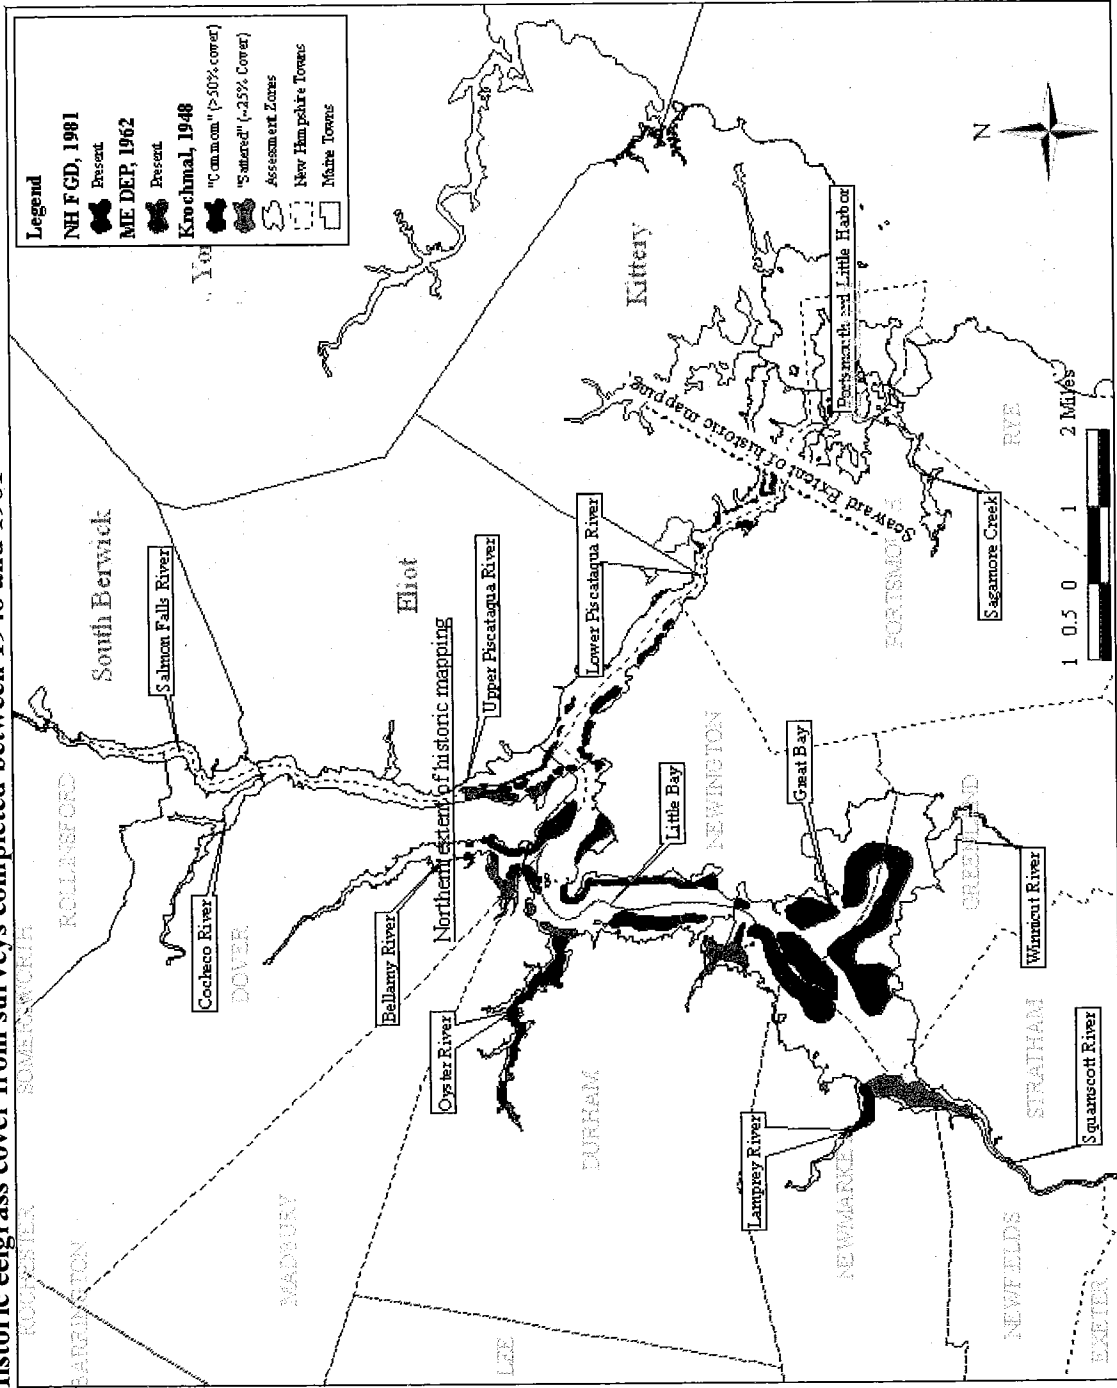 Historic eelgrass cover from surveys completed between 1948 and 1981
Legend
NH FGD, 1981
Present
ME DEP, 1962
Present
Krochmal, 1948
"Common" (>50% cover)
"Sattered" (~25% Cover)
Assessment Zones
New Hampshire Towns
Maine Towns
N
South Berwick
Salmon Falls River
Kittery
Eliot
ROLLINSFORD
SOMERSWORTH
Cocheco River
DOVER
Upper Piscataqua River
Northern extent of historic mapping
Lower Piscataqua River
Seaward Extent of historic mapping
Portsmouth and Little Harbor
Bellamy River
Oyster River
Little Bay
NEWINGTON
PORTSMOUTH
Sagamore Creek
RYE
Great Bay
GREENLAND
Winnicut River
ROCHESTER
BARRINGTON
MADBURY
DURHAM
LEE
Lamprey River
NEWMARKE
STRATHAM
Squamscott River
NEWFIELDS
EXETER
1 0.5 0 1 2 Miles